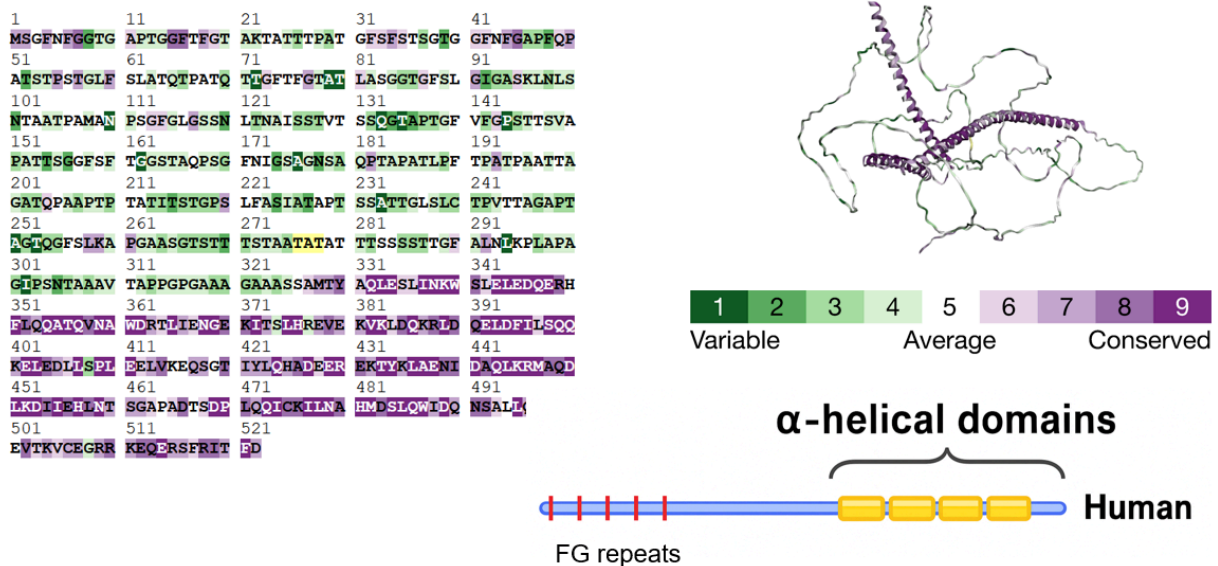 1 11 21 31 41
MSGFNFGGTG APTGGFTFGT AKTATTTPAT GFSFSTSGTG GFNFGAPFQP
51 61 71 81 91
ATSTPSTGLF SLATQTPATQ TTGFTFGTAT LASGGTGFSL GIGASKLNLS
101 111 121 131 141
NTAATPAMAN PSGFGLGSSN LTNAISSTVT SSQGTAPTGF VFGPSTTSVA
151 161 171 181 191
PATTSGGFSF TGGSTAQPSG FNIGSAGNSA QPTAPATLPF TPATPAATTA
201 211 221 231 241
GATQPAAPTP TATITSTGPS LFASIATAPT SSATTGLSLC TPVTTAGAPT
251 261 271 281 291
AGTQGFSLKA PGAASGTSTT TSTAATATAT TTSSSSTTGF ALNLKPLAPA
301 311 321 331 341
GIPSNTAAAV TAPPGPGAAA GAAASSAMTY AQLESLINKW SLELEDQERH
351 361 371 381 391
FLQQATQVNA WDRTLIENGE KITSLHREVE KVKLDQKRLD QELDFILSQQ
401 411 421 431 441
KELEDLLSPL EELVKEQSGT IYLQHADEER EKTYKLAENI DAQLKRMAQD
451 461 471 481 491
LKDIIEHLNT SGAPADTSDP LQQICKILNA HMDSLQWIDQ NSALL
501 511 521
EVTKVCEGRR KEQERSFRIT FD
1 2 3 4 5 6 7 8 9
Variable Average Conserved
α-helical domains
Human
FG repeats